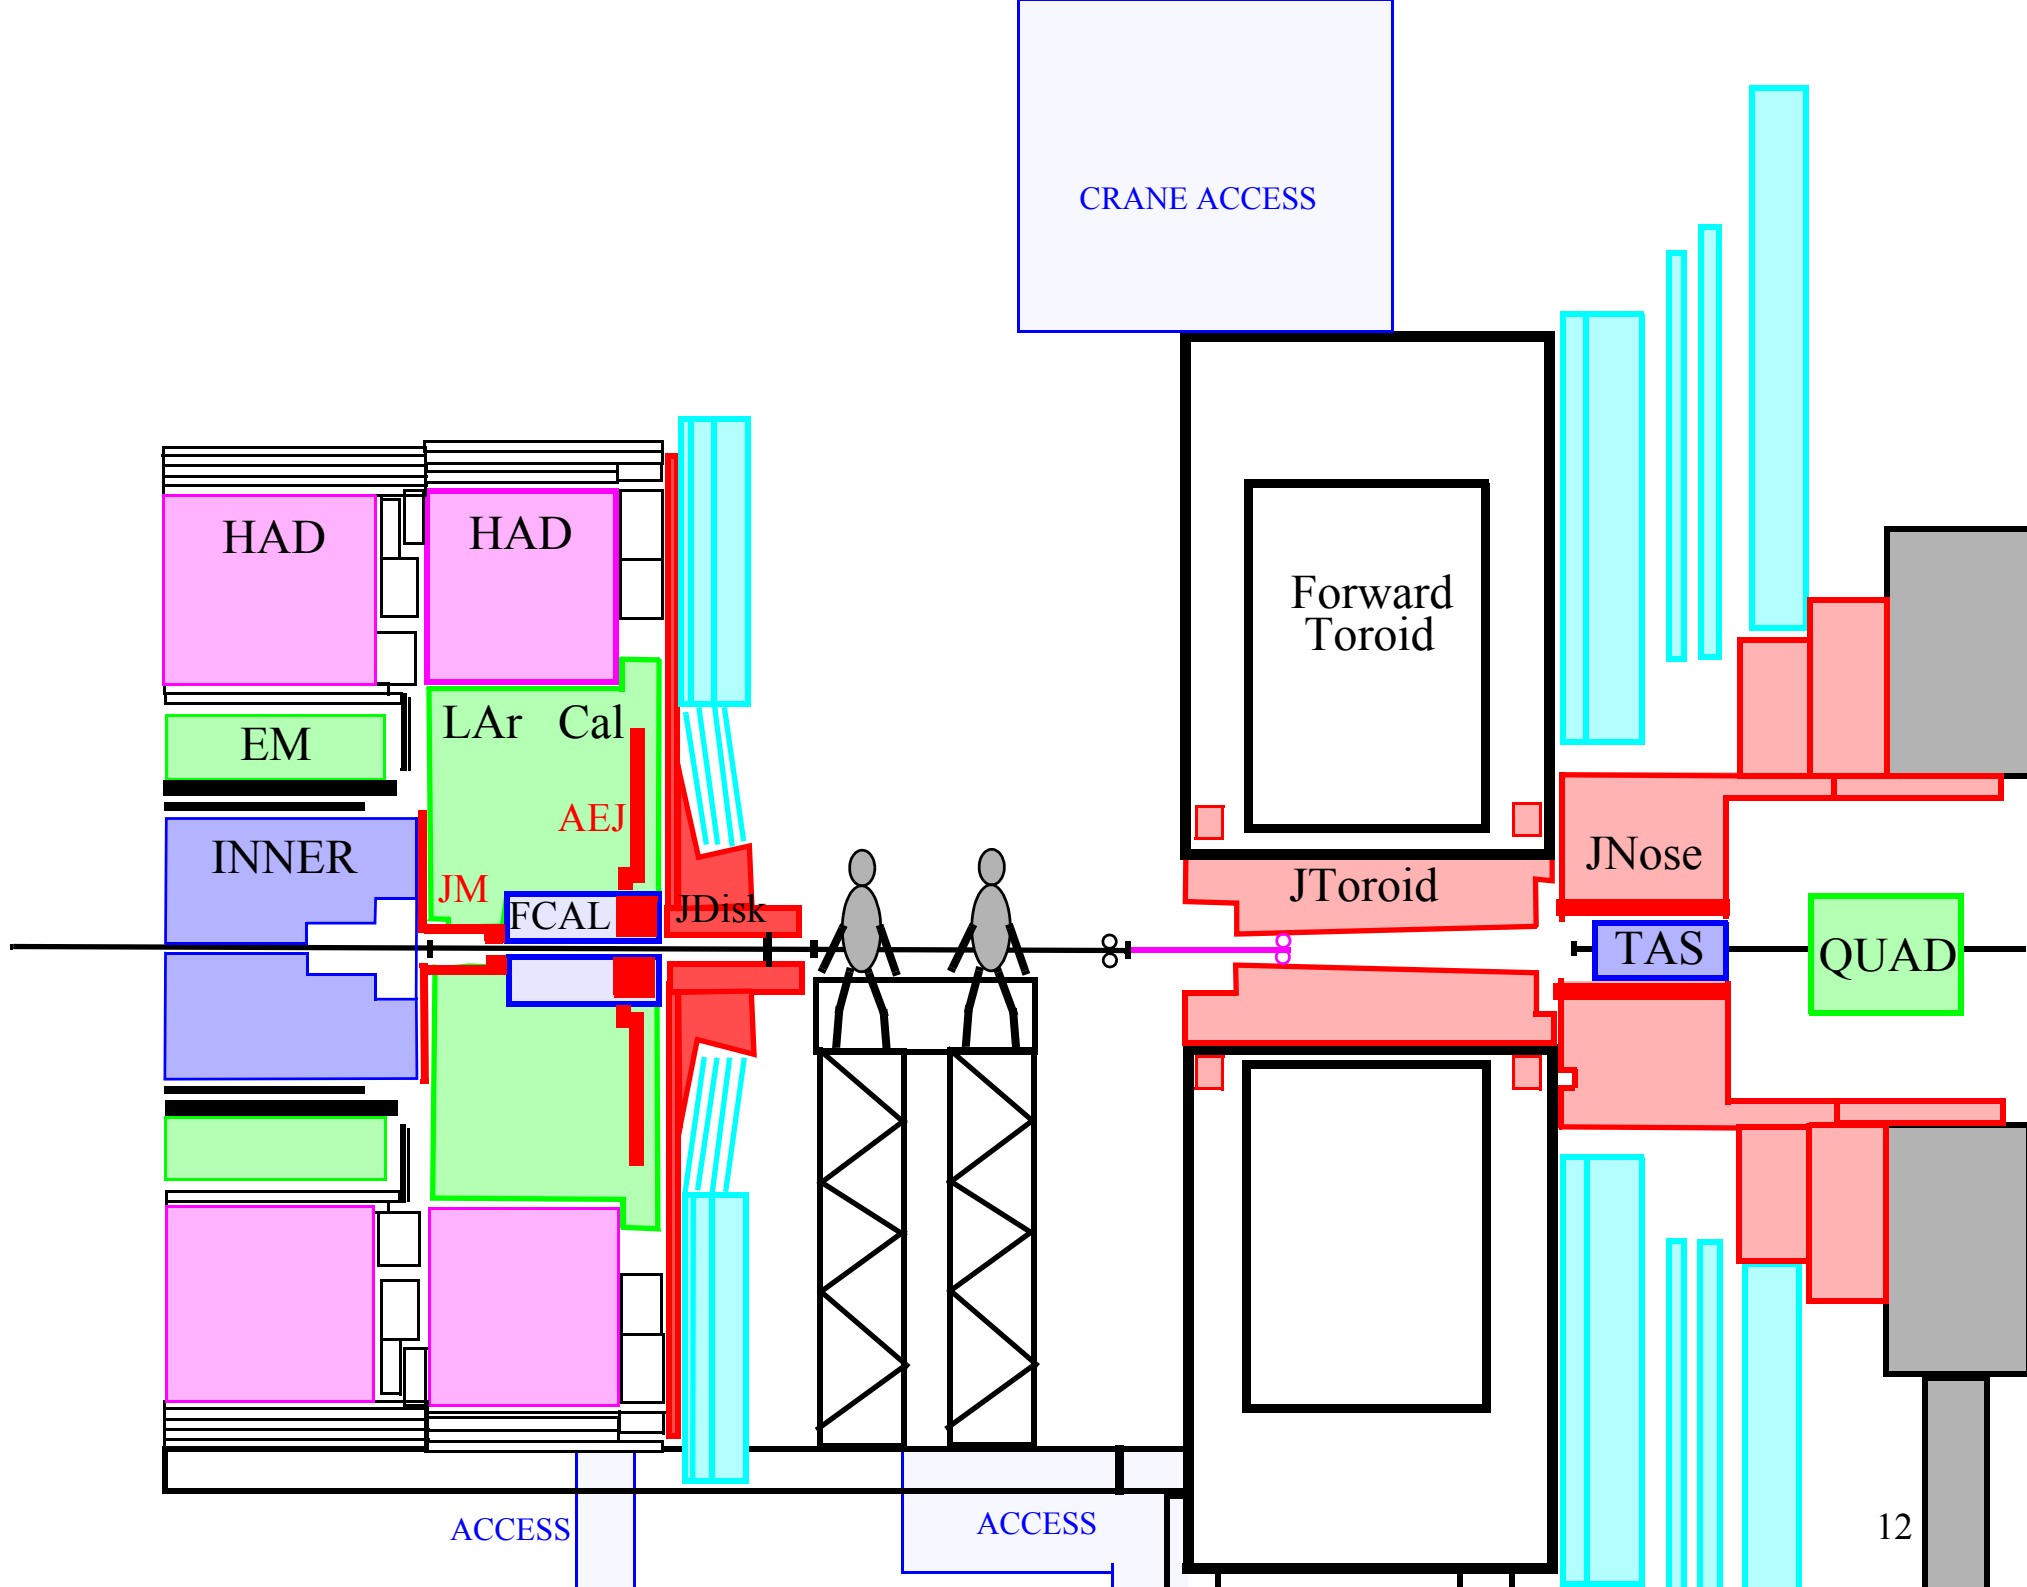 CRANE ACCESS
HAD
HAD
Forward
Toroid
LAr Cal
EM
AEJ
INNER
JM
FCAL
JDisk
JToroid
JNose
TAS
QUAD
ACCESS
ACCESS
12